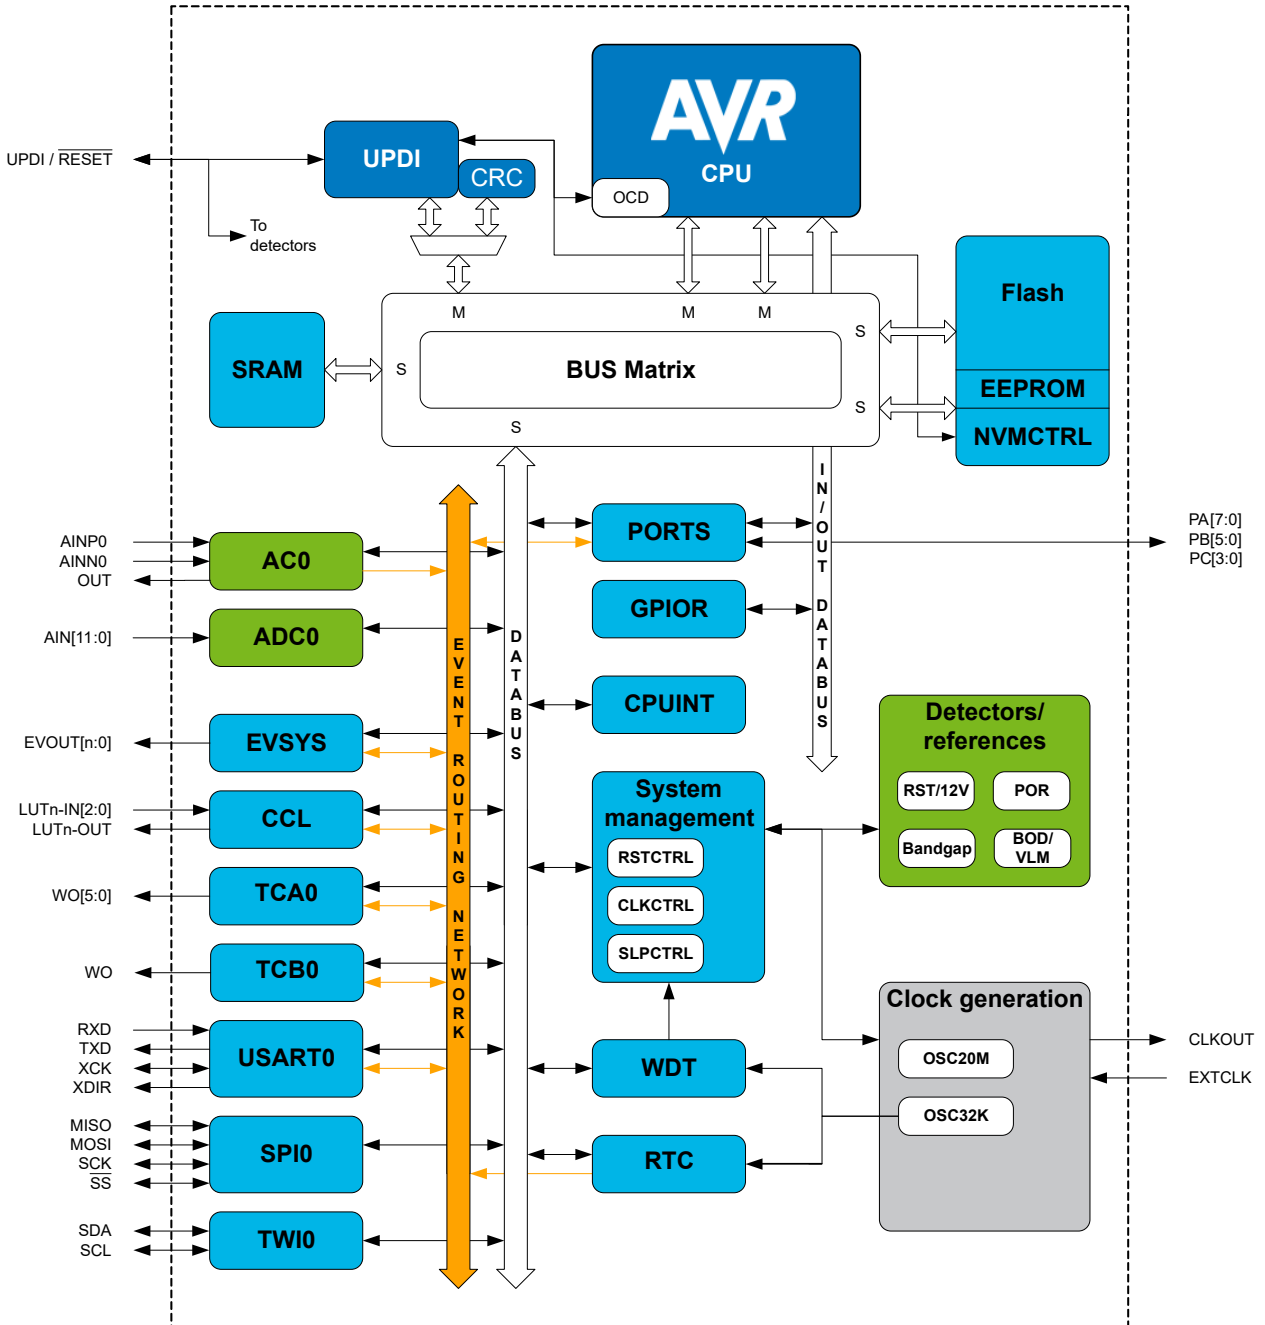 AVR
CPU
OCD
UPDI
CRC
UPDI / RESET
To
detectors
Flash
EEPROM
NVMCTRL
M
M
M
S
S
S
S
BUS Matrix
SRAM
AINP0
AINN0
OUT
AC0
AIN[11:0]
ADC0
EVOUT[n:0]
EVSYS
LUTn-IN[2:0]
LUTn-OUT
CCL
WO[5:0]
TCA0
WO
TCB0
RXD
TXD
XCK
XDIR
USART0
MISO
MOSI
SCK
SS
SPI0
SDA
SCL
TWI0
EVENT ROUTING NETWORK
DATABUS
IN/OUT DATABUS
PORTS
GPIOR
CPUINT
PA[7:0]
PB[5:0]
PC[3:0]
System
management
RSTCTRL
CLKCTRL
SLPCTRL
WDT
RTC
Detectors/
references
RST/12V
POR
Bandgap
BOD/
VLM
Clock generation
OSC20M
OSC32K
CLKOUT
EXTCLK